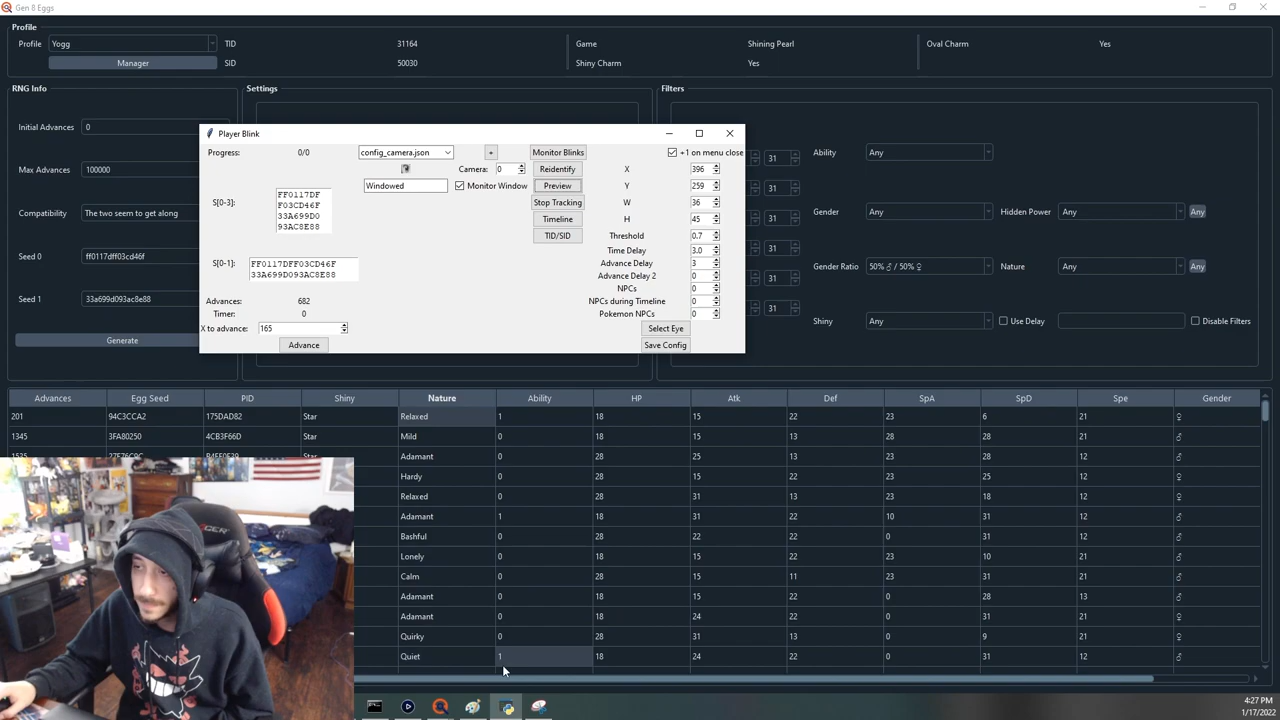 Gen 8 Eggs
Profile
Profile Yogg TID 31164 Game Shining Pearl Oval Charm Yes
Manager SID 50030 Shiny Charm Yes
RNG Info Settings Filters
Initial Advances 0
Max Advances 100000
Compatibility The two seem to get along
Seed 0 ff0117dff03cd46f
Seed 1 33a699d093ac8e88
Generate
Player Blink
Progress: 0/0 config_camera.json + Monitor Blinks +1 on menu close
Camera: 0 Reidentify X 396
Windowed Monitor Window Preview Y 259
S[0-3]: FF0117DF
F03CD46F
33A699D0
93AC8E88
Stop Tracking W 36
Timeline H 45
TID/SID Threshold 0.7
Time Delay 3.0
S[0-1]: FF0117DFF03CD46F
33A699D093AC8E88
Advance Delay 3
Advance Delay 2 0
NPCs 0
Advances: 682 NPCs during Timeline 0
Timer: 0 Pokemon NPCs 0
X to advance: 165 Select Eye
Advance Save Config
31 Ability Any
31
31 Gender Any Hidden Power Any Any
31
31 Gender Ratio 50% ♂ / 50% ♀ Nature Any Any
31
Shiny Any Use Delay Disable Filters
Advances Egg Seed PID Shiny Nature Ability HP Atk Def SpA SpD Spe Gender
201 94C3CCA2 175DAD82 Star Relaxed 1 18 15 22 23 6 21 ♀
1345 3FA80250 4CB3F66D Star Mild 0 18 15 13 28 28 21 ♂
Star Adamant 0 28 25 13 23 28 12 ♂
Hardy 0 28 15 22 23 25 12 ♀
Relaxed 0 28 31 13 23 18 12 ♀
Adamant 1 18 31 22 10 31 12 ♂
Bashful 0 28 22 22 0 31 12 ♂
Lonely 0 18 15 22 23 10 21 ♂
Calm 0 28 15 11 23 31 21 ♂
Adamant 0 18 15 22 0 28 13 ♂
Adamant 0 18 24 22 0 31 21 ♀
Quirky 0 28 31 13 0 9 21 ♀
Quiet 1 18 24 22 0 31 12 ♂
4:27 PM
1/17/2022